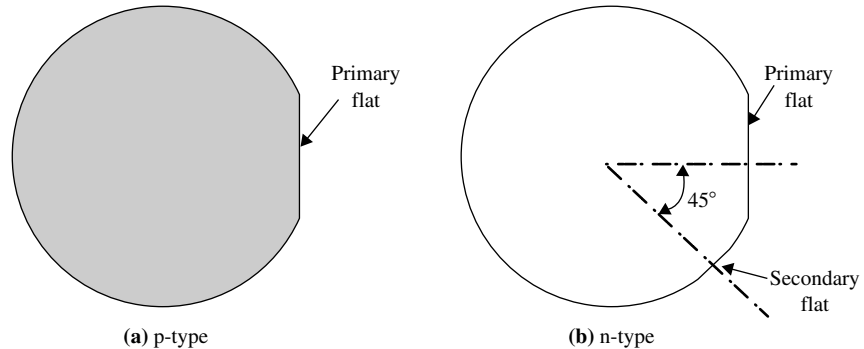 Primary
flat
(a) p-type
Primary
flat
45°
Secondary
flat
(b) n-type